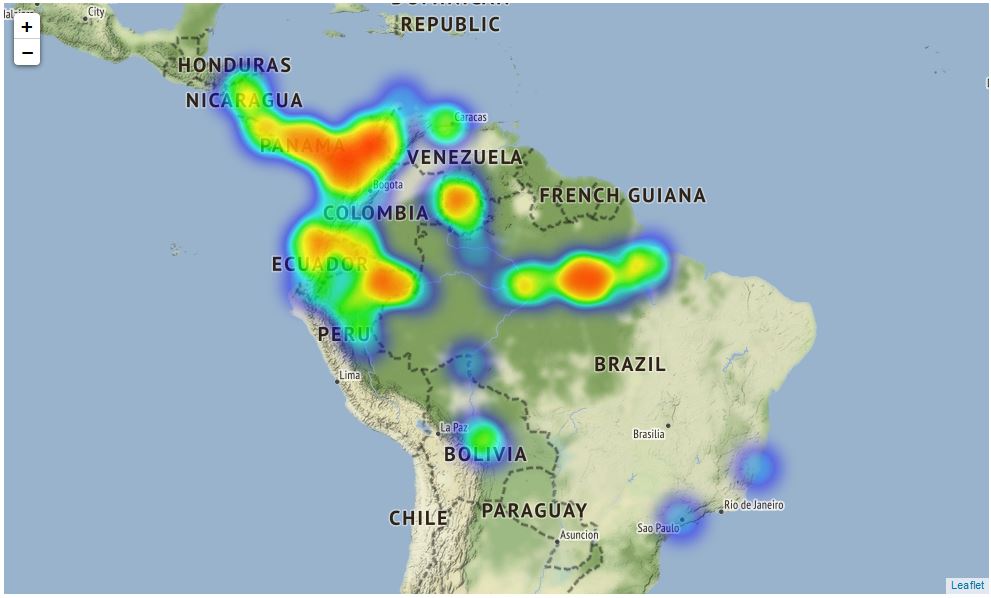 City
REPUBLIC
+
−
HONDURAS
NICARAGUA
Caracas
PANAMA
VENEZUELA
Bogota
FRENCH GUIANA
COLOMBIA
ECUADOR
PERU
BRAZIL
Lima
La Paz
Brasilia
BOLIVIA
Rio de Janeiro
CHILE
PARAGUAY
Sao Paulo
Asuncion
Leaflet